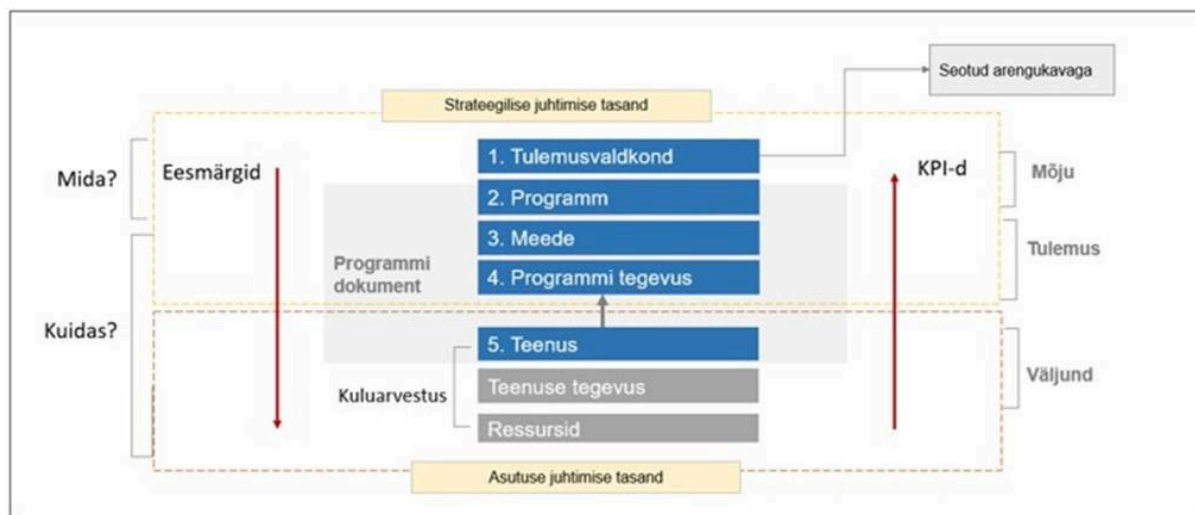 Seotud arengukavaga
Strateegilise juhtimise tasand
Mida?
Eesmärgid
1. Tulemusvaldkond
KPI-d
Mõju
2. Programm
3. Meede
Tulemus
Programmi
dokument
4. Programmi tegevus
Kuidas?
5. Teenus
Kuluarvestus
Teenuse tegevus
Väljund
Ressursid
Asutuse juhtimise tasand